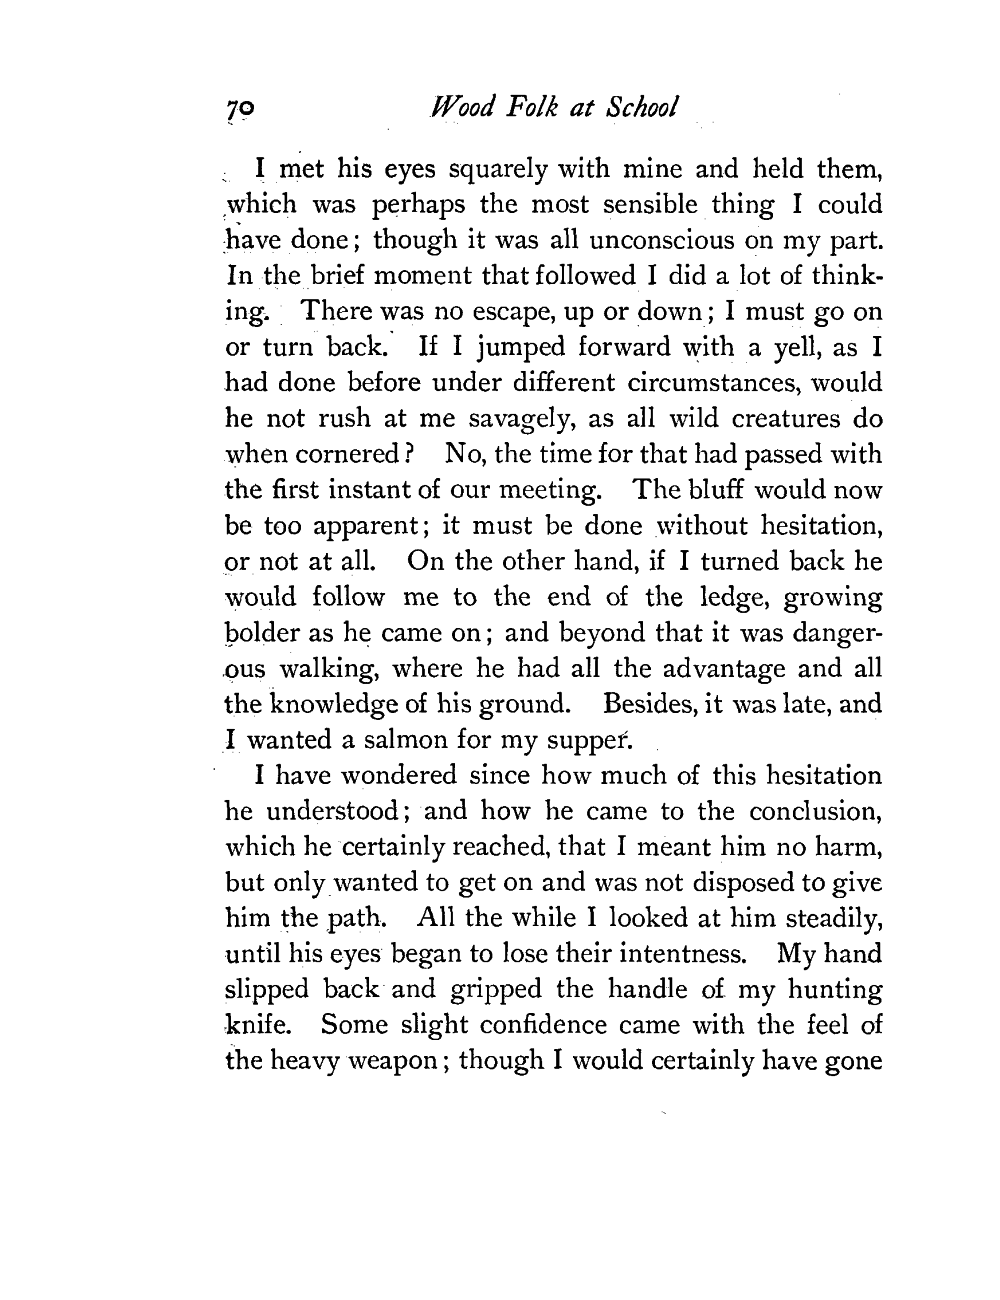 70 Wood Folk at School
I met his eyes squarely with mine and held them,
which was perhaps the most sensible thing I could
have done; though it was all unconscious on my part.
In the brief moment that followed I did a lot of think-
ing. There was no escape, up or down; I must go on
or turn back. If I jumped forward with a yell, as I
had done before under different circumstances, would
he not rush at me savagely, as all wild creatures do
when cornered? No, the time for that had passed with
the first instant of our meeting. The bluff would now
be too apparent; it must be done without hesitation,
or not at all. On the other hand, if I turned back he
would follow me to the end of the ledge, growing
bolder as he came on; and beyond that it was danger-
ous walking, where he had all the advantage and all
the knowledge of his ground. Besides, it was late, and
I wanted a salmon for my supper.
I have wondered since how much of this hesitation
he understood; and how he came to the conclusion,
which he certainly reached, that I meant him no harm,
but only wanted to get on and was not disposed to give
him the path. All the while I looked at him steadily,
until his eyes began to lose their intentness. My hand
slipped back and gripped the handle of my hunting
knife. Some slight confidence came with the feel of
the heavy weapon; though I would certainly have gone